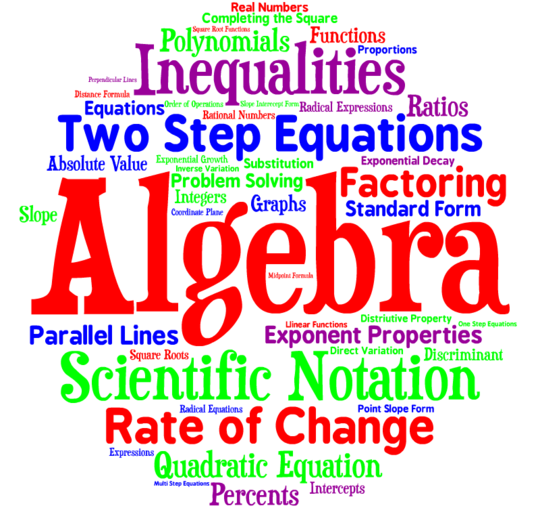 Real Numbers
Completing the Square
Square Root Functions
Polynomials
Functions
Proportions
Inequalities
Perpendicular Lines
Distance Formula
Equations
Order of Operations
Slope Intercept Form
Radical Expressions
Ratios
Rational Numbers
Two Step Equations
Absolute Value
Exponential Growth
Substitution
Exponential Decay
Inverse Variation
Problem Solving
Factoring
Integers
Slope
Coordinate Plane
Graphs
Standard Form
Algebra
Midpoint Formula
Distriutive Property
Llinear Functions
One Step Equations
Parallel Lines
Exponent Properties
Square Roots
Direct Variation
Discriminant
Scientific Notation
Radical Equations
Point Slope Form
Rate of Change
Expressions
Quadratic Equation
Multi Step Equations
Percents
Intercepts